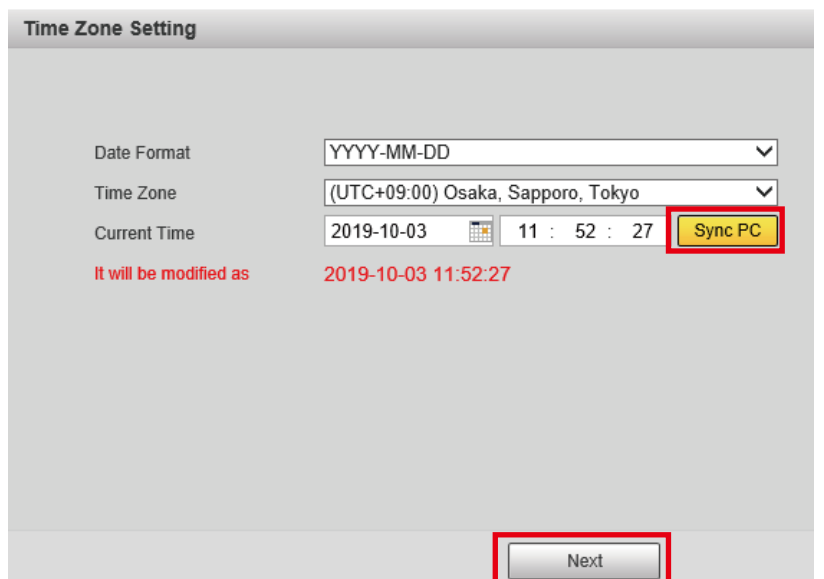 Time Zone Setting
Date Format YYYY-MM-DD
Time Zone (UTC+09:00) Osaka, Sapporo, Tokyo
Current Time 2019-10-03 11 : 52 : 27 Sync PC
It will be modified as 2019-10-03 11:52:27
Next